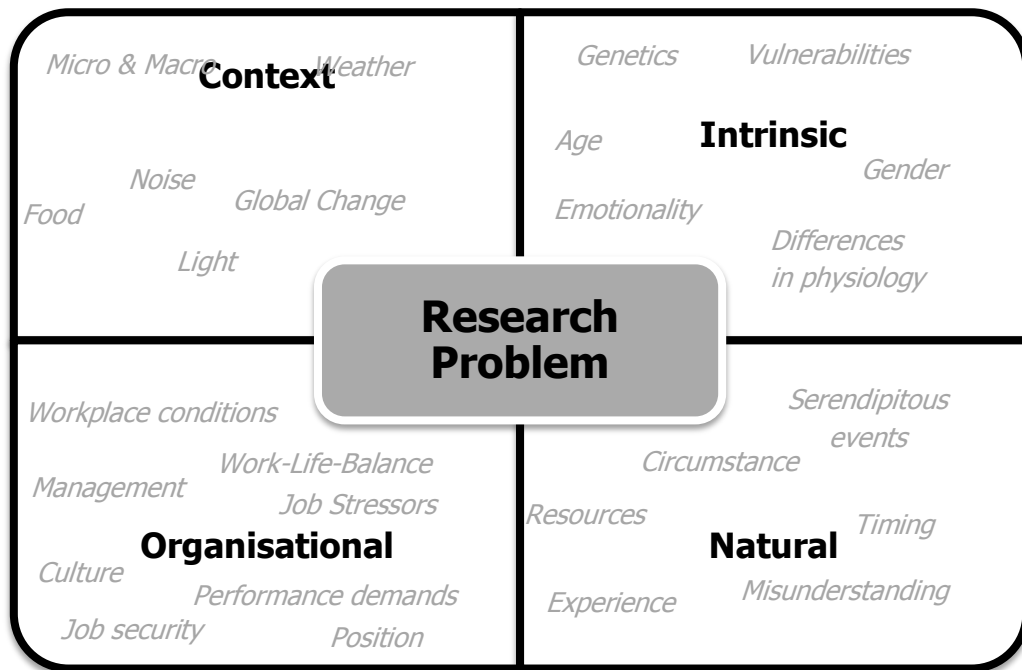 Micro & Macro
Weather
Context
Noise
Food
Global Change
Light
Genetics
Vulnerabilities
Age
Intrinsic
Gender
Emotionality
Differences
in physiology
Research
Problem
Workplace conditions
Work-Life-Balance
Management
Job Stressors
Organisational
Culture
Performance demands
Job security
Position
Serendipitous
events
Circumstance
Resources
Timing
Natural
Experience
Misunderstanding